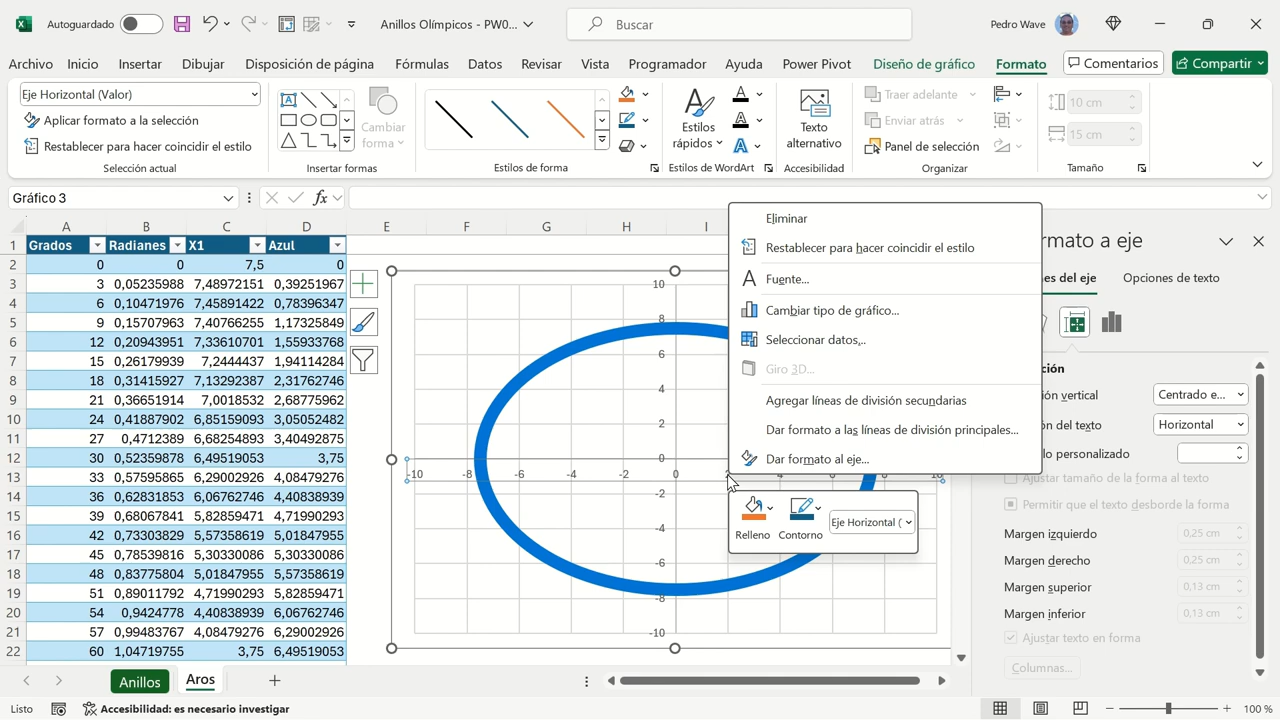 Autoguardado
Anillos Olímpicos - PW0...
Buscar
Pedro Wave
Archivo Inicio Insertar Dibujar Disposición de página Fórmulas Datos Revisar Vista Programador Ayuda Power Pivot Diseño de gráfico Formato Comentarios Compartir
Eje Horizontal (Valor)
Aplicar formato a la selección
Restablecer para hacer coincidir el estilo
Selección actual
Cambiar
forma
Insertar formas
Estilos de forma
Estilos
rápidos
Estilos de WordArt
Texto
alternativo
Accesibilidad
Traer adelante
Enviar atrás
Panel de selección
Organizar
10 cm
15 cm
Tamaño
Gráfico 3
fx
A B C D E F G H I
1 Grados Radianes X1 Azul
2 0 0 7,5 0
3 3 0,05235988 7,48972151 0,39251967
4 6 0,10471976 7,45891422 0,78396347
5 9 0,15707963 7,40766255 1,17325849
6 12 0,20943951 7,33610701 1,55933768
7 15 0,26179939 7,2444437 1,94114284
8 18 0,31415927 7,13292387 2,31762746
9 21 0,36651914 7,0018532 2,68775962
10 24 0,41887902 6,85159093 3,05052482
11 27 0,4712389 6,68254893 3,40492875
12 30 0,52359878 6,49519053 3,75
13 33 0,57595865 6,29002926 4,08479276
14 36 0,62831853 6,06762746 4,40838939
15 39 0,68067841 5,82859471 4,71990293
16 42 0,73303829 5,57358619 5,01847955
17 45 0,78539816 5,30330086 5,30330086
18 48 0,83775804 5,01847955 5,57358619
19 51 0,89011792 4,71990293 5,82859471
20 54 0,9424778 4,40838939 6,06762746
21 57 0,99483767 4,08479276 6,29002926
22 60 1,04719755 3,75 6,49519053
10
8
6
4
2
0
-10 -8 -6 -4 -2 0
-2
-4
-6
-8
-10
Eliminar
Restablecer para hacer coincidir el estilo
Fuente...
Cambiar tipo de gráfico...
Seleccionar datos...
Giro 3D...
Agregar líneas de división secundarias
Dar formato a las líneas de división principales...
Dar formato al eje...
Relleno
Contorno
Eje Horizontal (
rmato a eje
es del eje
Opciones de texto
ción
ón vertical
Centrado e...
ón del texto
Horizontal
lo personalizado
Ajustar tamaño de la forma al texto
Permitir que el texto desborde la forma
Margen izquierdo 0,25 cm
Margen derecho 0,25 cm
Margen superior 0,13 cm
Margen inferior 0,13 cm
Ajustar texto en forma
Columnas...
Anillos
Aros
Listo
Accesibilidad: es necesario investigar
100 %